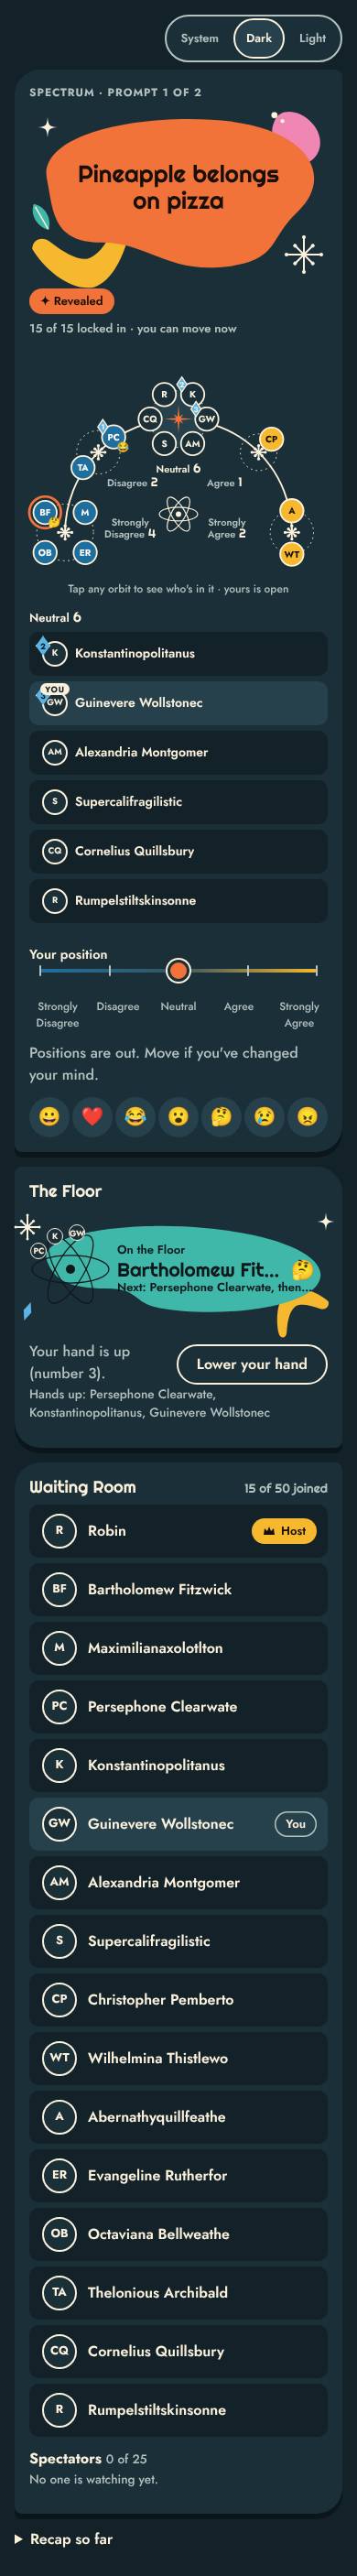 System Dark Light
SPECTRUM · PROMPT 1 OF 2
Pineapple belongs
on pizza
✦ Revealed
15 of 15 locked in · you can move now
R K
CQ GW
PC
CP
S AM
TA
Neutral 6
Disagree 2 Agree 1
BF M
A
Strongly
Disagree 4
Strongly
Agree 2
OB ER
WT
Tap any orbit to see who's in it · yours is open
Neutral 6
K Konstantinopolitanus
YOU
GW Guinevere Wollstonec
AM Alexandria Montgomer
S Supercalifragilistic
CQ Cornelius Quillsbury
R Rumpelstiltskinsonne
Your position
Strongly
Disagree
Disagree
Neutral
Agree
Strongly
Agree
Positions are out. Move if you've changed
your mind.
The Floor
PC K GW
On the Floor
Bartholomew Fit...
Next: Persephone Clearwate, then...
Your hand is up
(number 3).
Lower your hand
Hands up: Persephone Clearwate,
Konstantinopolitanus, Guinevere Wollstonec
Waiting Room 15 of 50 joined
R Robin Host
BF Bartholomew Fitzwick
M Maximilianaxolotlton
PC Persephone Clearwate
K Konstantinopolitanus
GW Guinevere Wollstonec You
AM Alexandria Montgomer
S Supercalifragilistic
CP Christopher Pemberto
WT Wilhelmina Thistlewo
A Abernathyquillfeathe
ER Evangeline Rutherfor
OB Octaviana Bellweathe
TA Thelonious Archibald
CQ Cornelius Quillsbury
R Rumpelstiltskinsonne
Spectators 0 of 25
No one is watching yet.
Recap so far